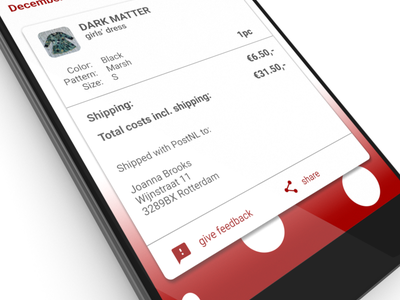 December
DARK MATTER
girls' dress
Color: Black
Pattern: Marsh
Size: S
1pc
Shipping: €6.50,-
Total costs incl. shipping: €31.50,-
Shipped with PostNL to:
Joanna Brooks
Wijnstraat 11
3289BX Rotterdam
give feedback
share